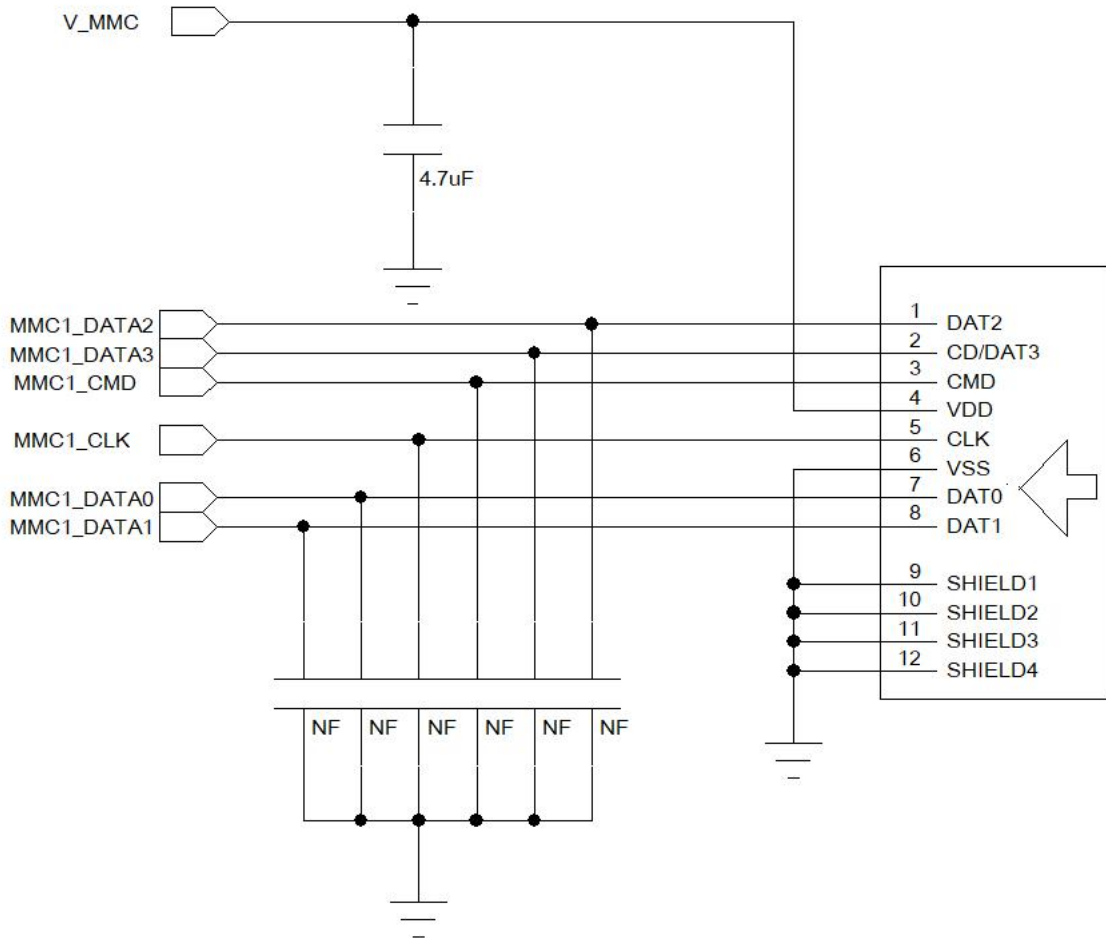 V_MMC
4.7uF
MMC1_DATA2 1 DAT2
MMC1_DATA3 2 CD/DAT3
MMC1_CMD 3 CMD
4 VDD
MMC1_CLK 5 CLK
6 VSS
MMC1_DATA0 7 DAT0
MMC1_DATA1 8 DAT1
9 SHIELD1
10 SHIELD2
11 SHIELD3
12 SHIELD4
NF NF NF NF NF NF